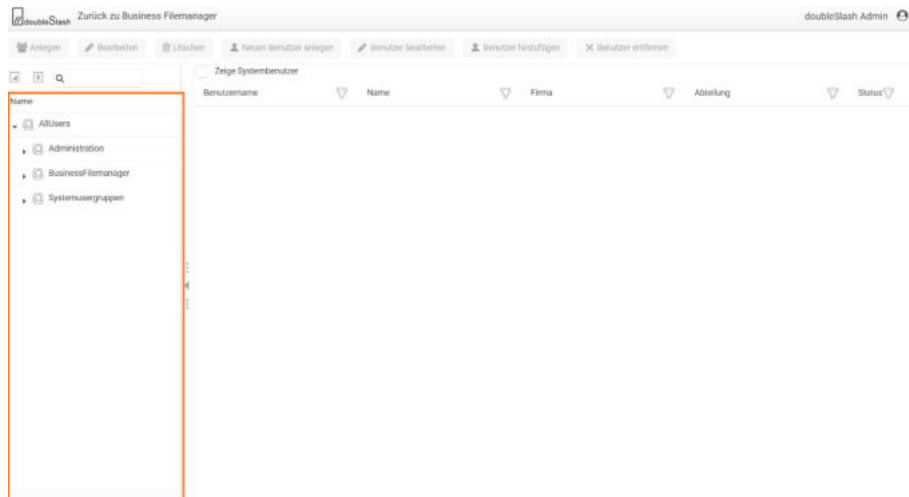 doubleSlash Zurück zu Business Filemanager doubleSlash Admin
Anlegen Bearbeiten Löschen Neuen Benutzer anlegen Benutzer bearbeiten Benutzer hinzufügen Benutzer entfernen
Zeige Systembenutzer
Name
Benutzername Name Firma Abteilung Status
AllUsers
Administration
BusinessFilemanager
Systemusergruppen